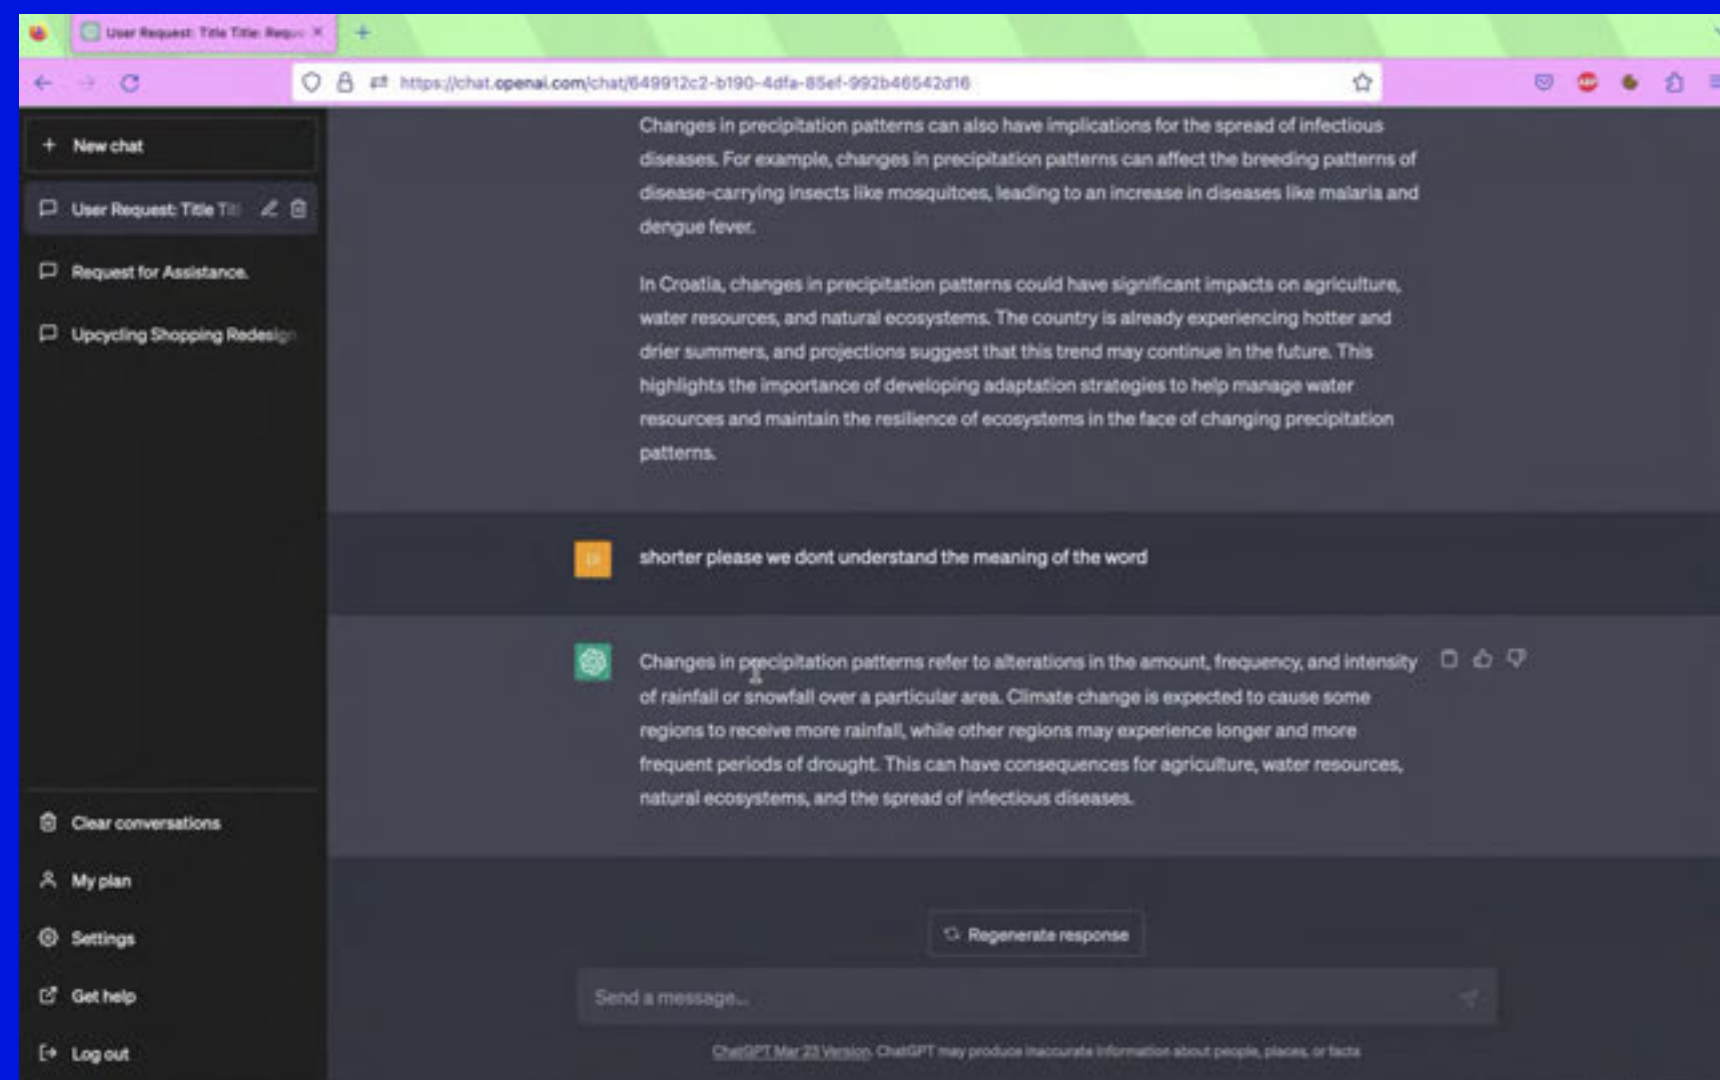 User Request: Title Title: Reque
https://chat.openai.com/chat/649912c2-b190-4dfa-85ef-992b46542d16
ABP
New chat
User Request: Title Tit
Request for Assistance.
Upcycling Shopping Redesign
Clear conversations
My plan
Settings
Get help
Log out
Changes in precipitation patterns can also have implications for the spread of infectious
diseases. For example, changes in precipitation patterns can affect the breeding patterns of
disease-carrying insects like mosquitoes, leading to an increase in diseases like malaria and
dengue fever.
In Croatia, changes in precipitation patterns could have significant impacts on agriculture,
water resources, and natural ecosystems. The country is already experiencing hotter and
drier summers, and projections suggest that this trend may continue in the future. This
highlights the importance of developing adaptation strategies to help manage water
resources and maintain the resilience of ecosystems in the face of changing precipitation
patterns.
shorter please we dont understand the meaning of the word
Changes in precipitation patterns refer to alterations in the amount, frequency, and intensity
of rainfall or snowfall over a particular area. Climate change is expected to cause some
regions to receive more rainfall, while other regions may experience longer and more
frequent periods of drought. This can have consequences for agriculture, water resources,
natural ecosystems, and the spread of infectious diseases.
Regenerate response
Send a message...
ChatGPT Mar 23 Version. ChatGPT may produce inaccurate information about people, places, or facts